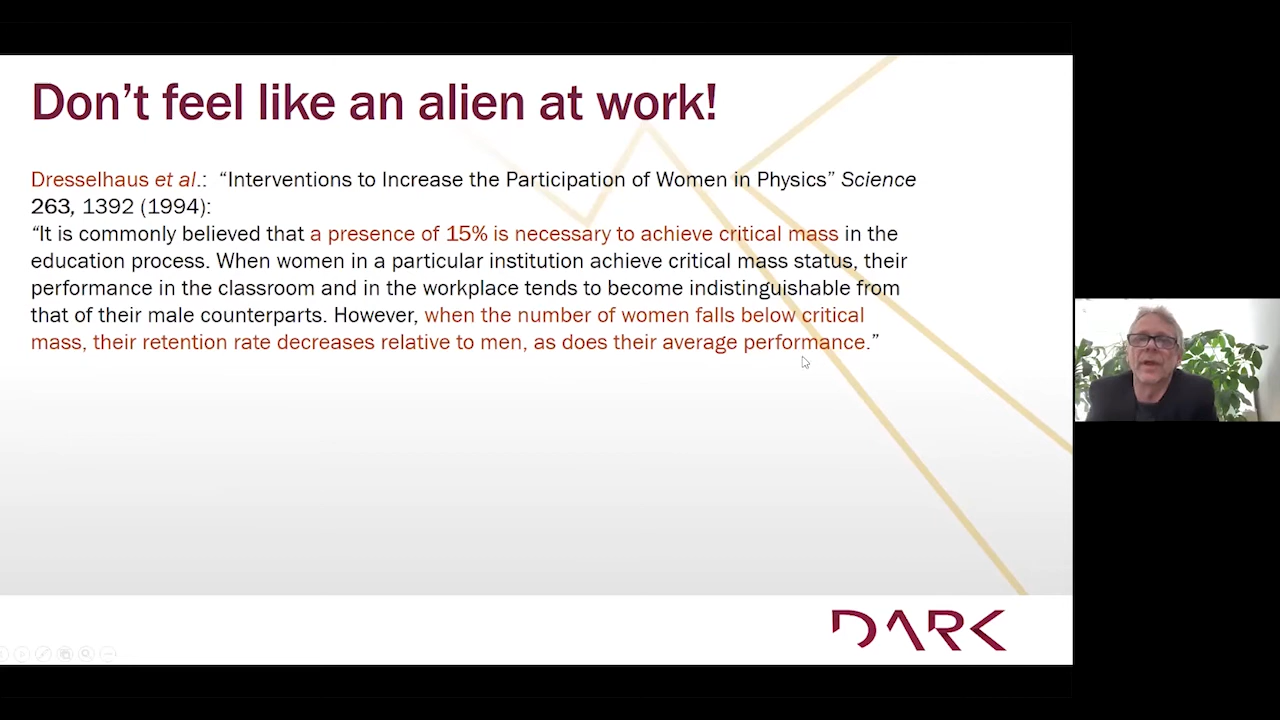 Don’t feel like an alien at work!
Dresselhaus et al.: “Interventions to Increase the Participation of Women in Physics” Science
263, 1392 (1994):
“It is commonly believed that a presence of 15% is necessary to achieve critical mass in the
education process. When women in a particular institution achieve critical mass status, their
performance in the classroom and in the workplace tends to become indistinguishable from
that of their male counterparts. However, when the number of women falls below critical
mass, their retention rate decreases relative to men, as does their average performance.”
DARK